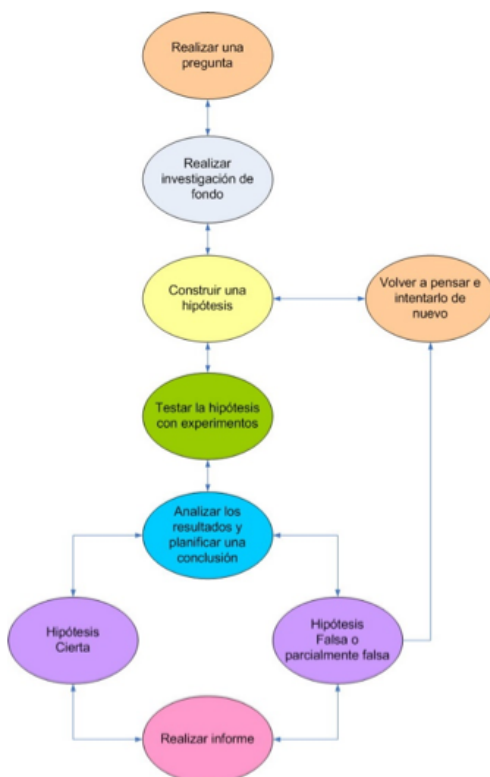 Realizar una
pregunta
Realizar
investigación de
fondo
Construir una
hipótesis
Volver a pensar e
intentarlo de
nuevo
Testar la hipótesis
con experimentos
Analizar los
resultados y
planificar una
conclusión
Hipótesis
Cierta
Hipótesis
Falsa o
parcialmente falsa
Realizar informe